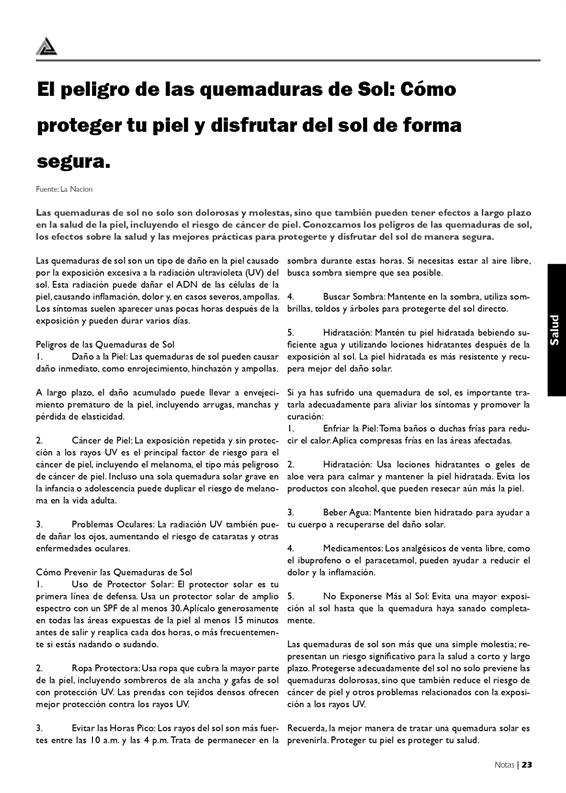 El peligro de las quemaduras de Sol: Cómo
proteger tu piel y disfrutar del sol de forma
segura.
Fuente: La Nacion
Las quemaduras de sol no solo son dolorosas y molestas, sino que también pueden tener efectos a largo plazo
en la salud de la piel, incluyendo el riesgo de cáncer de piel. Conozcamos los peligros de las quemaduras de sol,
los efectos sobre la salud y las mejores prácticas para protegerte y disfrutar del sol de manera segura.
Las quemaduras de sol son un tipo de daño en la piel causado
por la exposición excesiva a la radiación ultravioleta (UV) del
sol. Esta radiación puede dañar el ADN de las células de la
piel, causando inflamación, dolor y, en casos severos, ampollas.
Los síntomas suelen aparecer unas pocas horas después de la
exposición y pueden durar varios días.
Peligros de las Quemaduras de Sol
1. Daño a la Piel: Las quemaduras de sol pueden causar
daño inmediato, como enrojecimiento, hinchazón y ampollas.
A largo plazo, el daño acumulado puede llevar a envejeci-
miento prematuro de la piel, incluyendo arrugas, manchas y
pérdida de elasticidad.
2. Cáncer de Piel: La exposición repetida y sin protec-
ción a los rayos UV es el principal factor de riesgo para el
cáncer de piel, incluyendo el melanoma, el tipo más peligroso
de cáncer de piel. Incluso una sola quemadura solar grave en
la infancia o adolescencia puede duplicar el riesgo de melano-
ma en la vida adulta.
3. Problemas Oculares: La radiación UV también pue-
de dañar los ojos, aumentando el riesgo de cataratas y otras
enfermedades oculares.
Cómo Prevenir las Quemaduras de Sol
1. Uso de Protector Solar: El protector solar es tu
primera línea de defensa. Usa un protector solar de amplio
espectro con un SPF de al menos 30. Aplícalo generosamente
en todas las áreas expuestas de la piel al menos 15 minutos
antes de salir y reaplica cada dos horas, o más frecuentemen-
te si estás nadando o sudando.
2. Ropa Protectora: Usa ropa que cubra la mayor parte
de la piel, incluyendo sombreros de ala ancha y gafas de sol
con protección UV. Las prendas con tejidos densos ofrecen
mejor protección contra los rayos UV.
3. Evitar las Horas Pico: Los rayos del sol son más fuer-
tes entre las 10 a.m. y las 4 p.m. Trata de permanecer en la
sombra durante estas horas. Si necesitas estar al aire libre,
busca sombra siempre que sea posible.
4. Buscar Sombra: Mantente en la sombra, utiliza som-
brillas, toldos y árboles para protegerte del sol directo.
5. Hidratación: Mantén tu piel hidratada bebiendo su-
ficiente agua y utilizando lociones hidratantes después de la
exposición al sol. La piel hidratada es más resistente y recu-
pera mejor del daño solar.
Si ya has sufrido una quemadura de sol, es importante tra-
tarla adecuadamente para aliviar los síntomas y promover la
curación:
1. Enfriar la Piel: Toma baños o duchas frías para redu-
cir el calor. Aplica compresas frías en las áreas afectadas.
2. Hidratación: Usa lociones hidratantes o geles de
aloe vera para calmar y mantener la piel hidratada. Evita los
productos con alcohol, que pueden resecar aún más la piel.
3. Beber Agua: Mantente bien hidratado para ayudar a
tu cuerpo a recuperarse del daño solar.
4. Medicamentos: Los analgésicos de venta libre, como
el ibuprofeno o el paracetamol, pueden ayudar a reducir el
dolor y la inflamación.
5. No Exponerse Más al Sol: Evita una mayor exposi-
ción al sol hasta que la quemadura haya sanado completa-
mente.
Las quemaduras de sol son más que una simple molestia; re-
presentan un riesgo significativo para la salud a corto y largo
plazo. Protegerse adecuadamente del sol no solo previene las
quemaduras dolorosas, sino que también reduce el riesgo de
cáncer de piel y otros problemas relacionados con la exposi-
ción a los rayos UV.
Recuerda, la mejor manera de tratar una quemadura solar es
prevenirla. Proteger tu piel es proteger tu salud.
Salud
Notas | 23